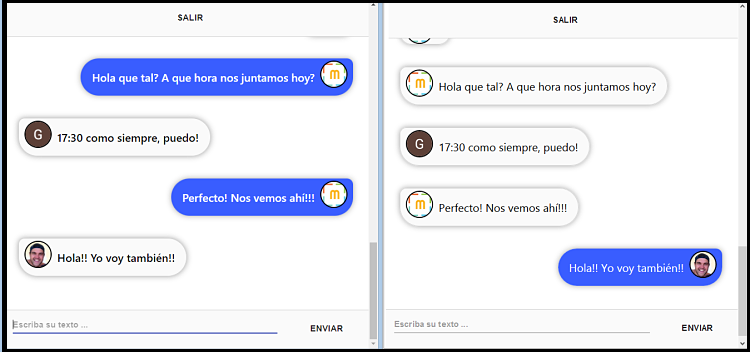 SALIR
Hola que tal? A que hora nos juntamos hoy?
m
G
17:30 como siempre, puedo!
Perfecto! Nos vemos ahí!!!
m
Hola!! Yo voy también!!
Escriba su texto ...
ENVIAR
SALIR
m
Hola que tal? A que hora nos juntamos hoy?
G
17:30 como siempre, puedo!
m
Perfecto! Nos vemos ahí!!!
Hola!! Yo voy también!!
Escriba su texto ...
ENVIAR